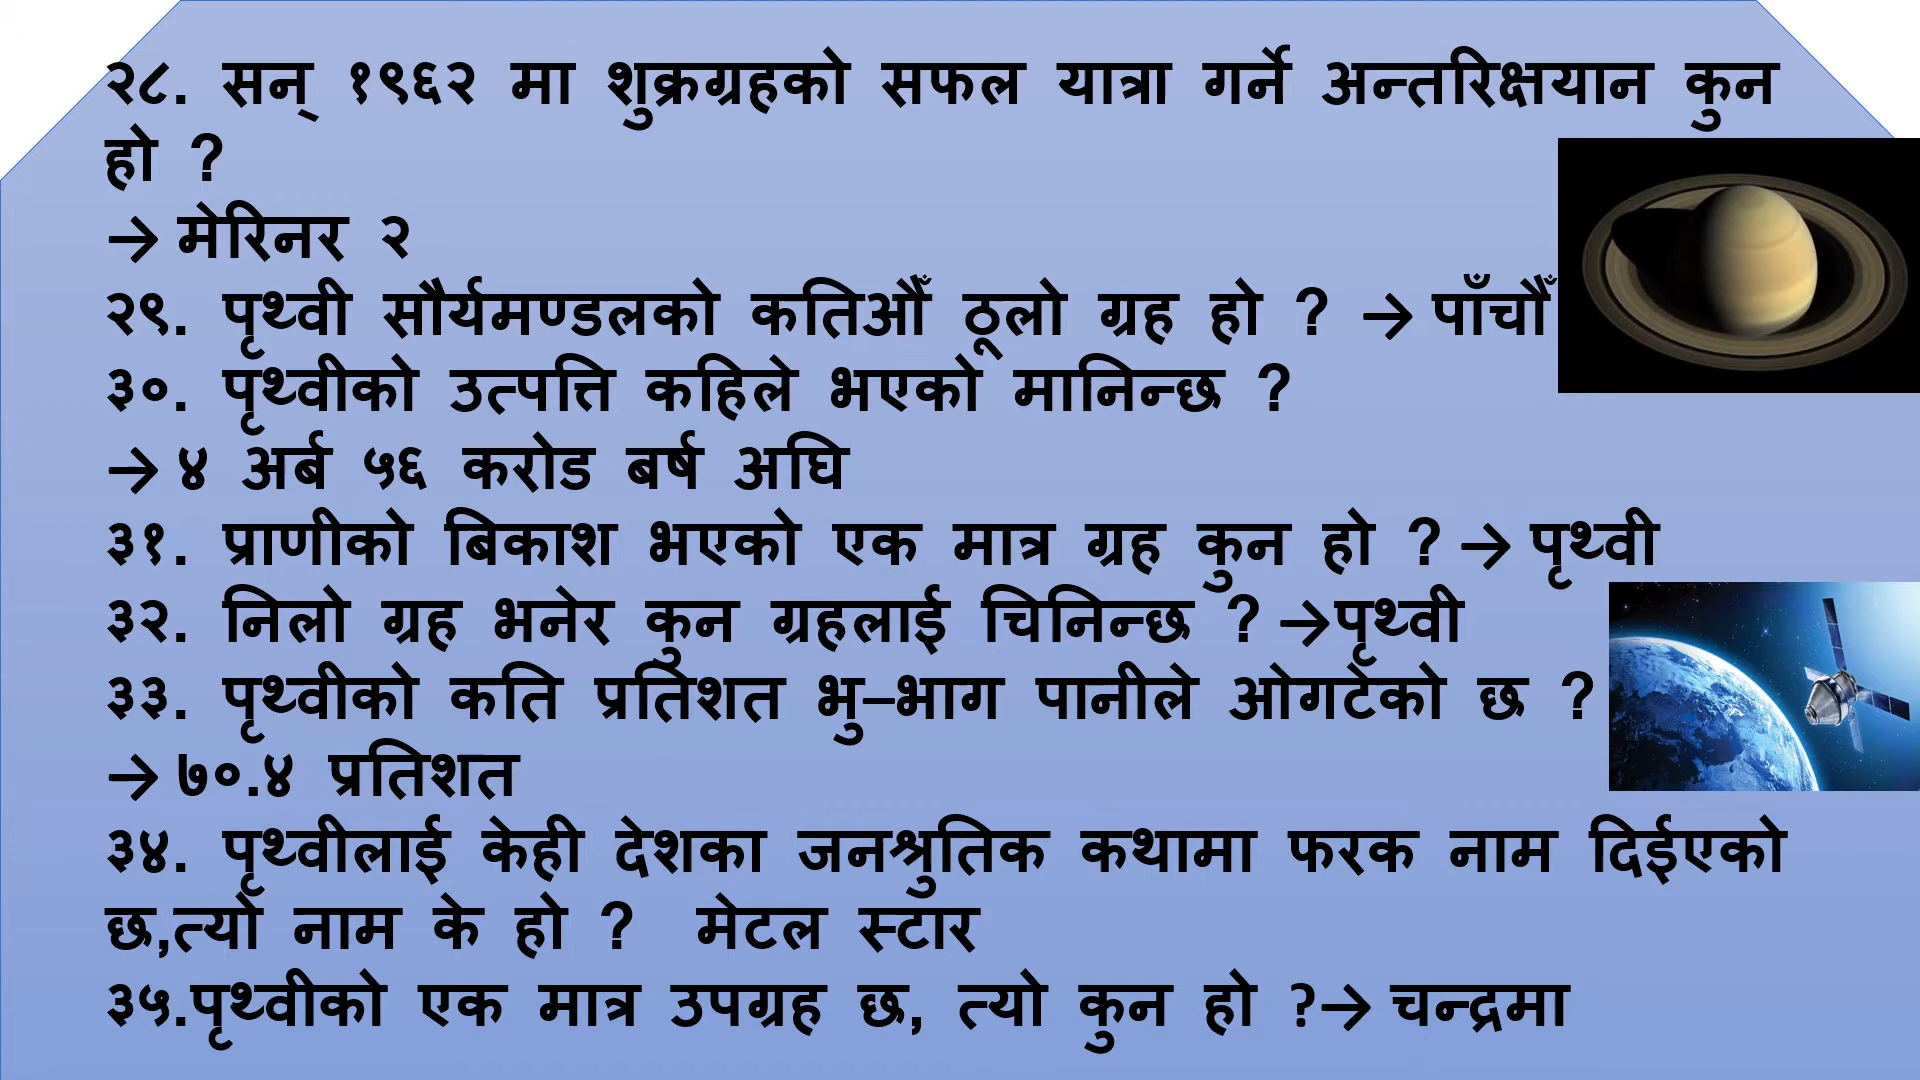 २८. सन् १९६२ मा शुक्रग्रहको सफल यात्रा गर्ने अन्तरिक्षयान कुन
हो ?
→ मेरिनर २
२९. पृथ्वी सौर्यमण्डलको कतिऔँ ठूलो ग्रह हो ? → पाँचौँ
३०. पृथ्वीको उत्पत्ति कहिले भएको मानिन्छ ?
→ ४ अर्ब ५६ करोड बर्ष अघि
३१. प्राणीको बिकाश भएको एक मात्र ग्रह कुन हो ? → पृथ्वी
३२. निलो ग्रह भनेर कुन ग्रहलाई चिनिन्छ ? →पृथ्वी
३३. पृथ्वीको कति प्रतिशत भु–भाग पानीले ओगटेको छ ?
→ ७०.४ प्रतिशत
३४. पृथ्वीलाई केही देशका जनश्रुतिक कथामा फरक नाम दिईएको
छ,त्यो नाम के हो ? मेटल स्टार
३५.पृथ्वीको एक मात्र उपग्रह छ, त्यो कुन हो ?→ चन्द्रमा